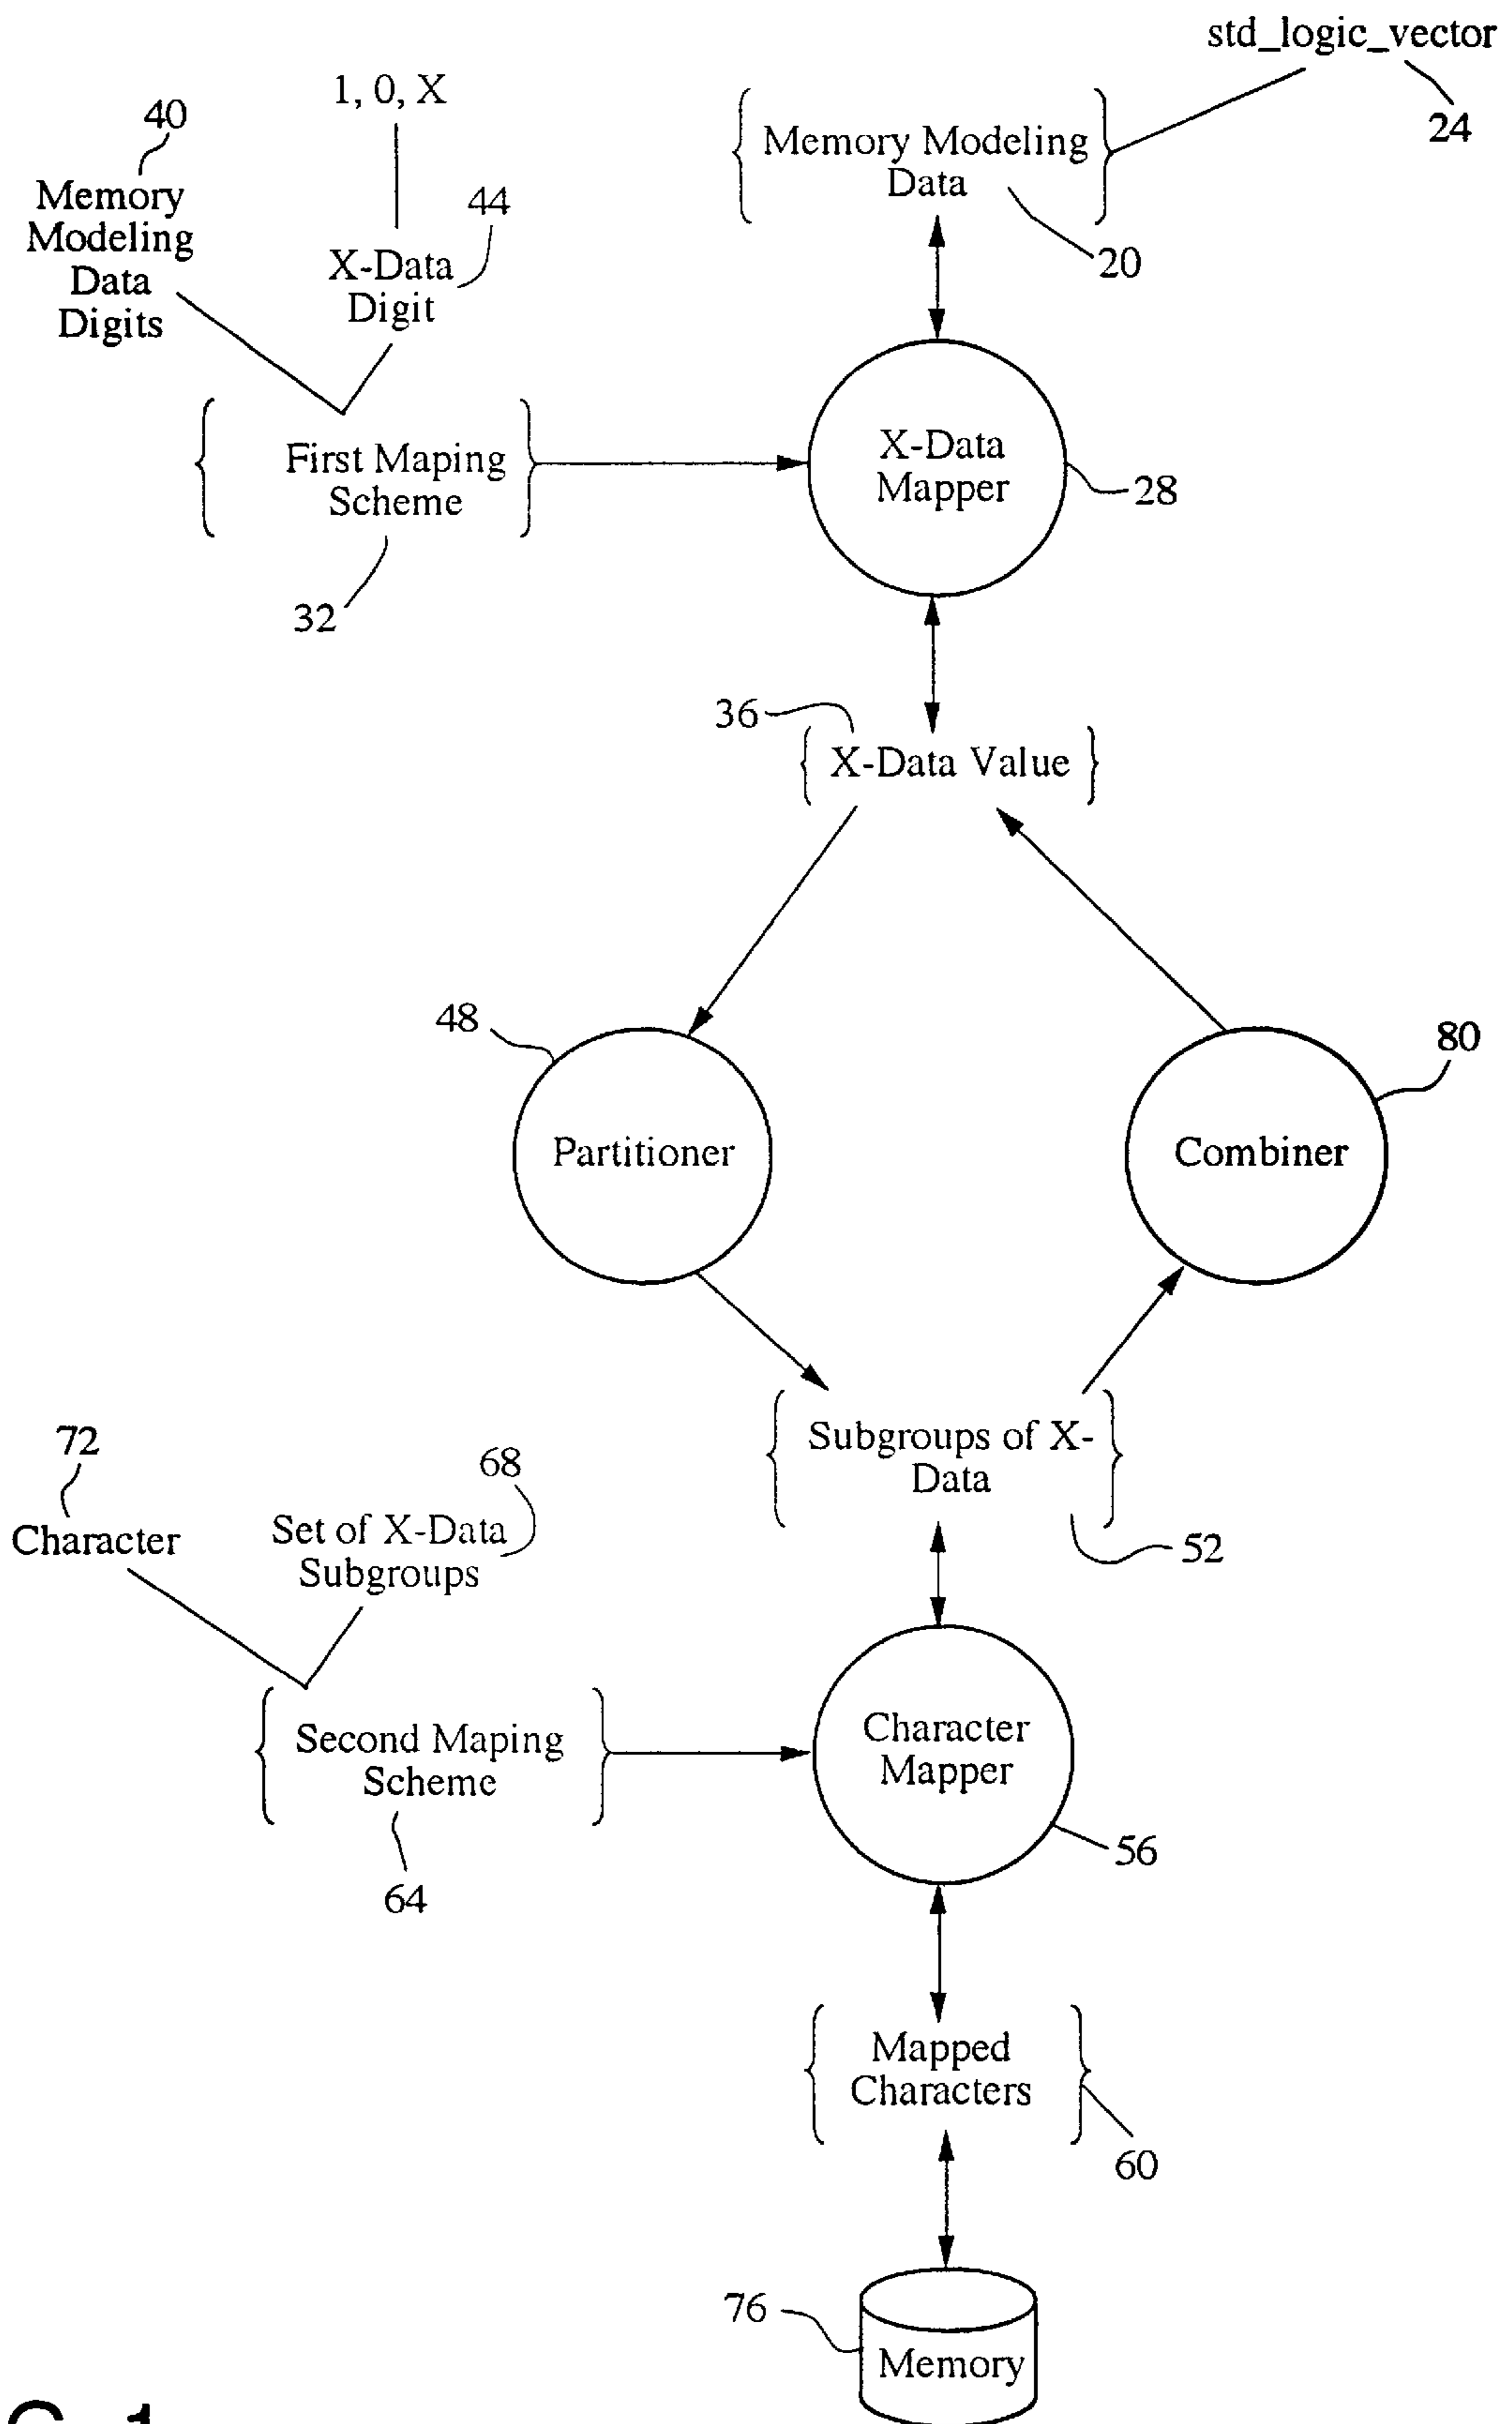 std_logic_vector
24
1, 0, X
40
Memory Modeling
Data
20
Memory
Modeling
Data
Digits
44
X-Data
Digit
First Maping
Scheme
32
X-Data
Mapper
28
36
X-Data Value
48
Partitioner
80
Combiner
Subgroups of X-
Data
52
72
Character
68
Set of X-Data
Subgroups
Second Maping
Scheme
64
Character
Mapper
56
Mapped
Characters
60
76
Memory